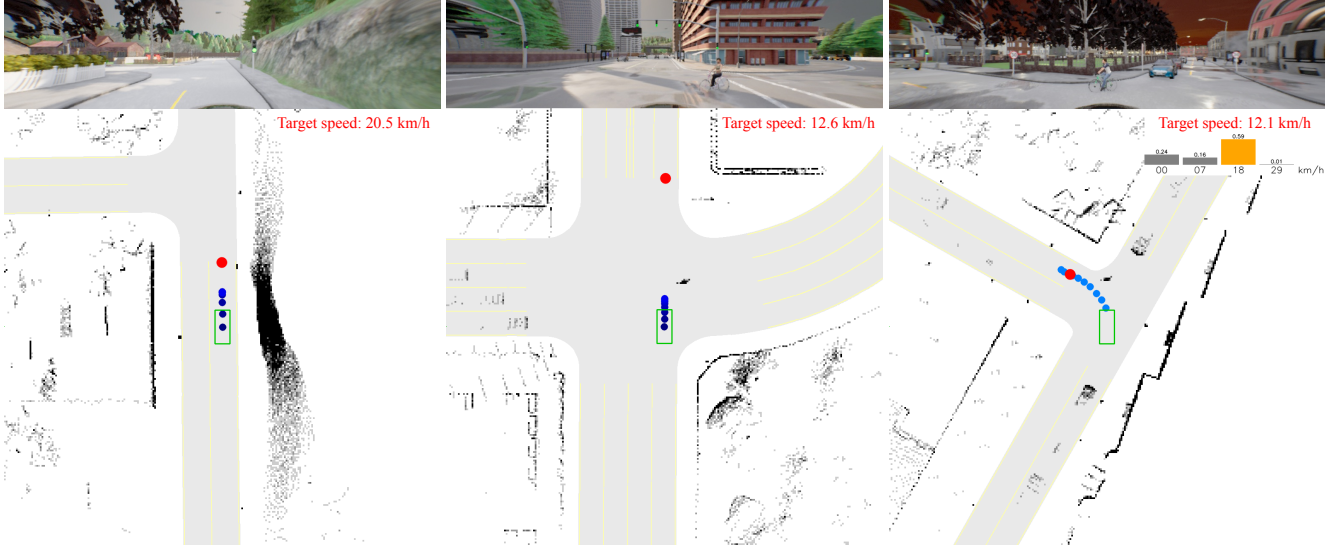 Target speed: 20.5 km/h
Target speed: 12.6 km/h
Target speed: 12.1 km/h
0.24 0.16 0.59 0.01
00 07 18 29 km/h